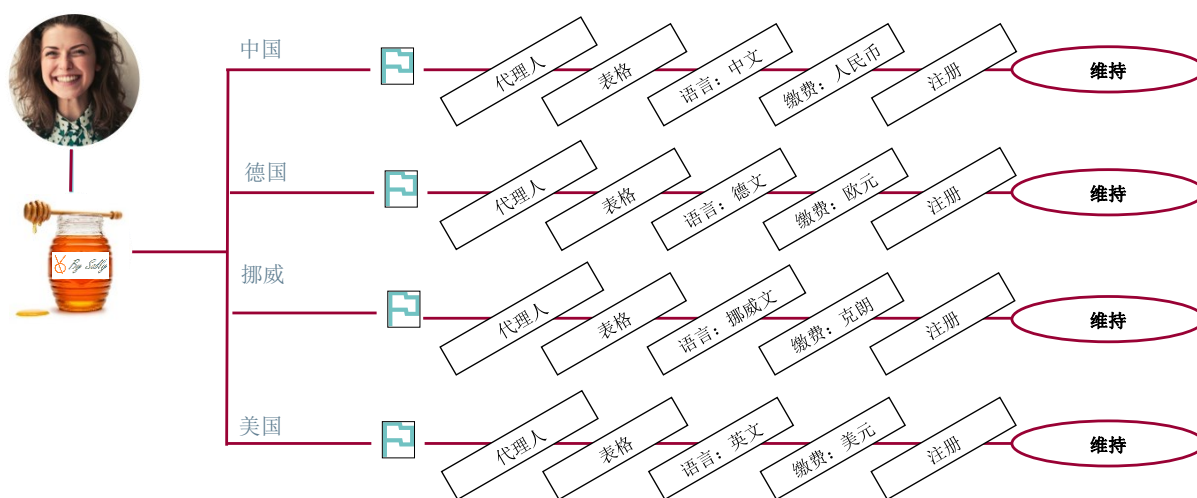 中国
代理人
表格
语言：中文
缴费：人民币
注册
维持
德国
代理人
表格
语言：德文
缴费：欧元
注册
维持
By Sally
挪威
代理人
表格
语言：挪威文
缴费：克朗
注册
维持
美国
代理人
表格
语言：英文
缴费：美元
注册
维持